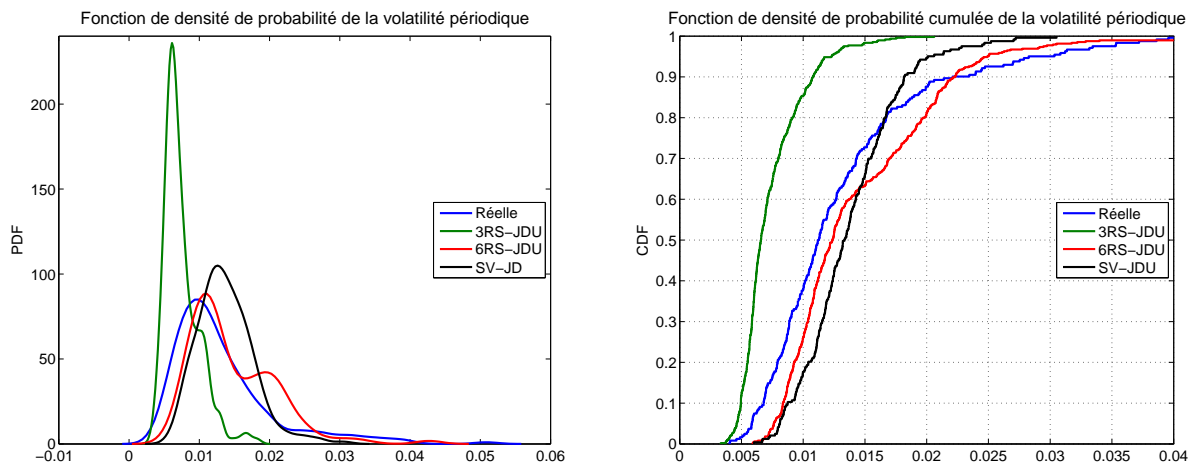 Fonction de densité de probabilité de la volatilité périodique
PDF
200
150
100
50
0
−0.01
0
0.01
0.02
0.03
0.04
0.05
0.06
Réelle
3RS−JDU
6RS−JDU
SV−JD
Fonction de densité de probabilité cumulée de la volatilité périodique
CDF
1
0.9
0.8
0.7
0.6
0.5
0.4
0.3
0.2
0.1
0
0
0.005
0.01
0.015
0.02
0.025
0.03
0.035
0.04
Réelle
3RS−JDU
6RS−JDU
SV−JDU